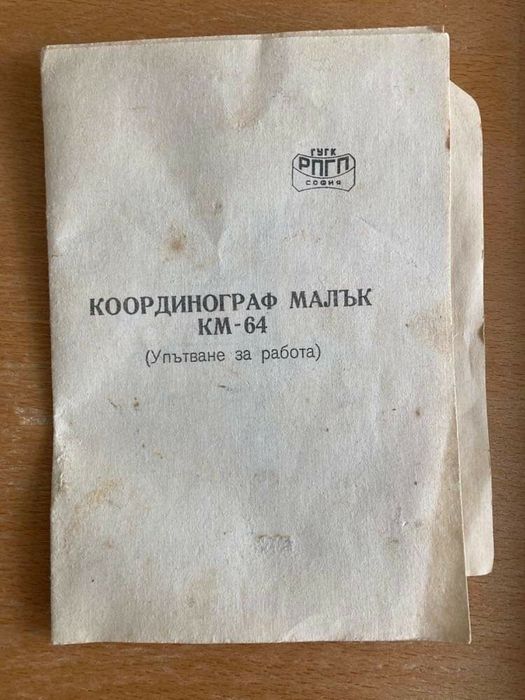 ГУГК
РПГП
СОФИЯ
КООРДИНОГРАФ МАЛЪК
КМ-64
(Упътване за работа)